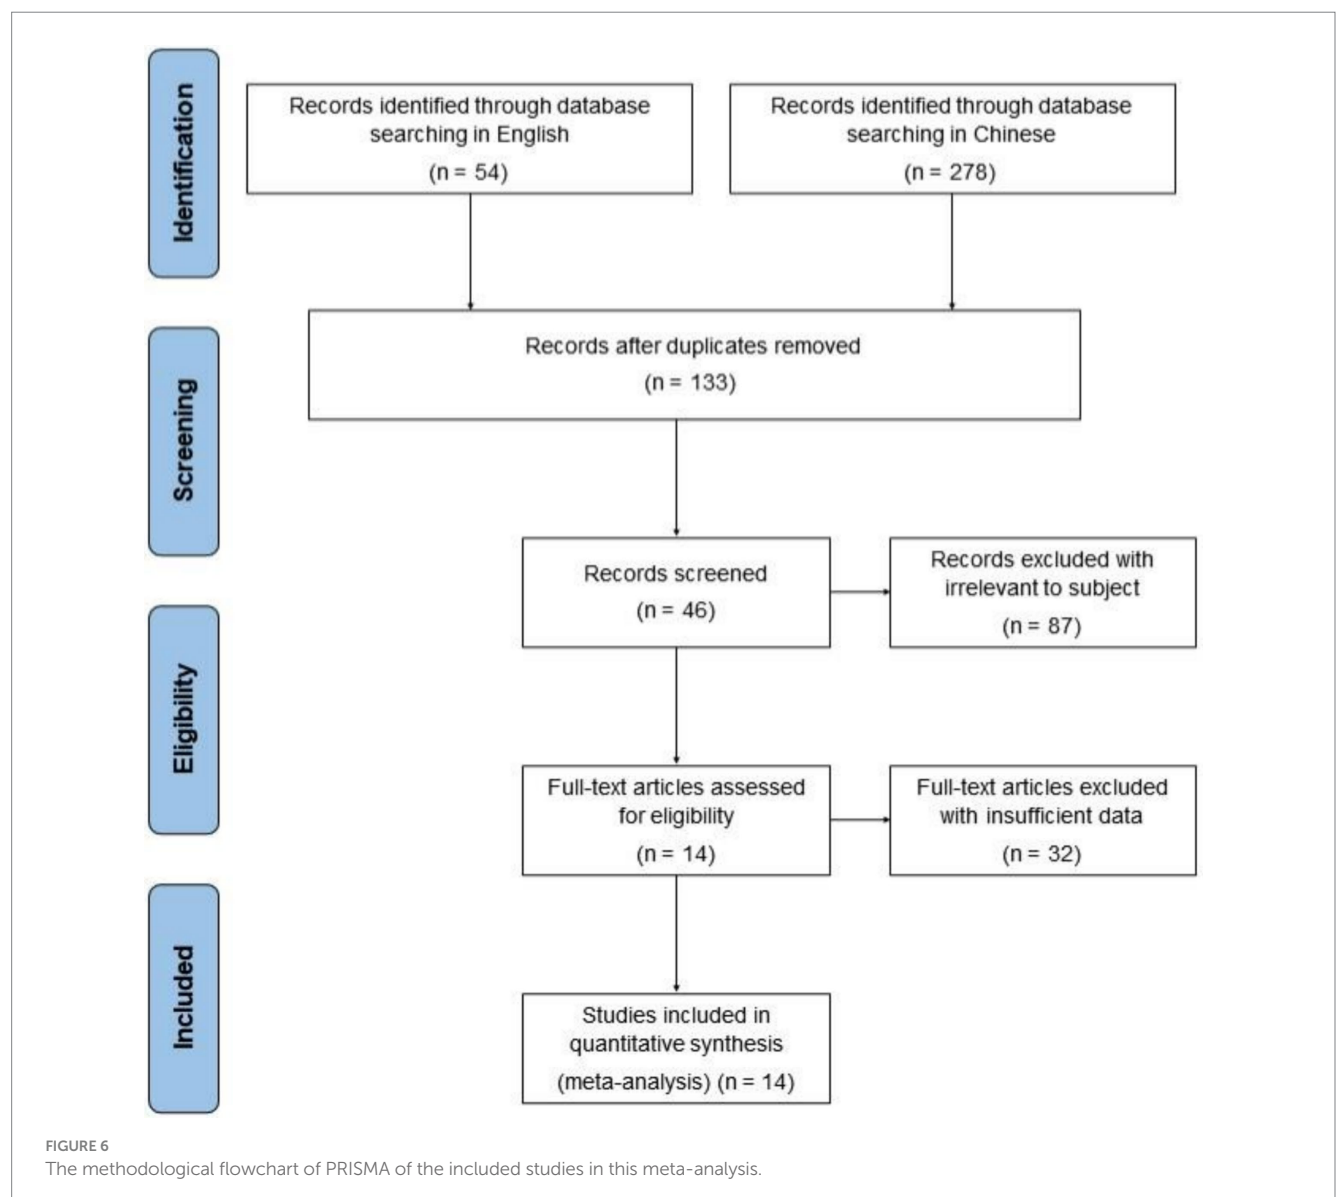 Identification
Records identified through database
searching in English
(n = 54)
Records identified through database
searching in Chinese
(n = 278)
Screening
Records after duplicates removed
(n = 133)
Records screened
(n = 46)
Records excluded with
irrelevant to subject
(n = 87)
Eligibility
Full-text articles assessed
for eligibility
(n = 14)
Full-text articles excluded
with insufficient data
(n = 32)
Included
Studies included in
quantitative synthesis
(meta-analysis) (n = 14)
FIGURE 6
The methodological flowchart of PRISMA of the included studies in this meta-analysis.